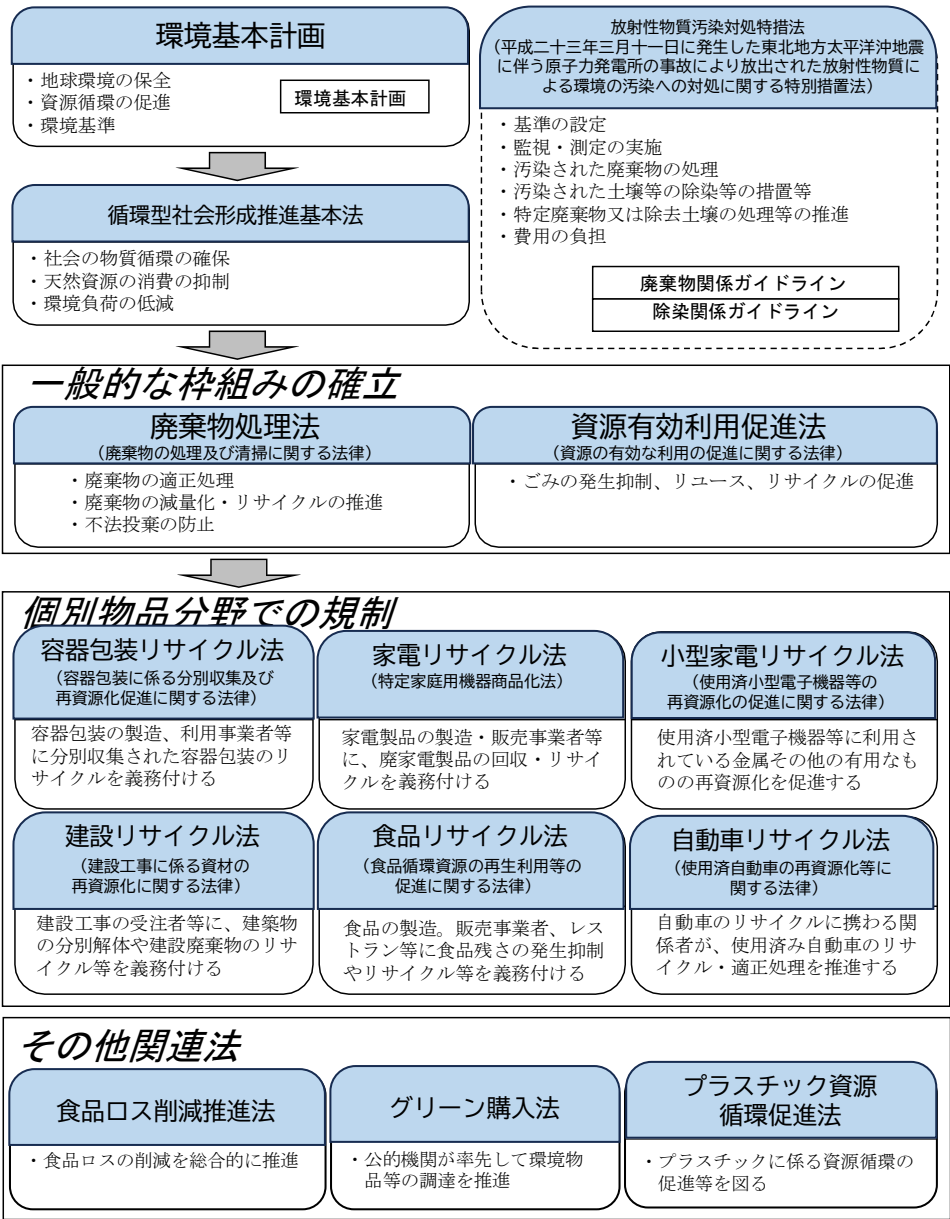 環境基本計画
・地球環境の保全
・資源循環の促進
・環境基準
環境基本計画
放射性物質汚染対処特措法
（平成二十三年三月十一日に発生した東北地方太平洋沖地震
に伴う原子力発電所の事故により放出された放射性物質に
よる環境の汚染への対処に関する特別措置法）
・基準の設定
・監視・測定の実施
・汚染された廃棄物の処理
・汚染された土壌等の除染等の措置等
・特定廃棄物又は除去土壌の処理等の推進
・費用の負担
廃棄物関係ガイドライン
除染関係ガイドライン
循環型社会形成推進基本法
・社会の物質循環の確保
・天然資源の消費の抑制
・環境負荷の低減
一般的な枠組みの確立
廃棄物処理法
（廃棄物の処理及び清掃に関する法律）
・廃棄物の適正処理
・廃棄物の減量化・リサイクルの推進
・不法投棄の防止
資源有効利用促進法
（資源の有効な利用の促進に関する法律）
・ごみの発生抑制、リユース、リサイクルの促進
個別物品分野での規制
容器包装リサイクル法
（容器包装に係る分別収集及び
再資源化促進に関する法律）
容器包装の製造、利用事業者等
に分別収集された容器包装のリ
サイクルを義務付ける
家電リサイクル法
（特定家庭用機器商品化法）
家電製品の製造・販売事業者等
に、廃家電製品の回収・リサイ
クルを義務付ける
小型家電リサイクル法
（使用済小型電子機器等の
再資源化の促進に関する法律）
使用済小型電子機器等に利用さ
れている金属その他の有用なも
のの再資源化を促進する
建設リサイクル法
（建設工事に係る資材の
再資源化に関する法律）
建設工事の受注者等に、建築物
の分別解体や建設廃棄物のリサ
イクル等を義務付ける
食品リサイクル法
（食品循環資源の再生利用等の
促進に関する法律）
食品の製造。販売事業者、レス
トラン等に食品残さの発生抑制
やリサイクル等を義務付ける
自動車リサイクル法
（使用済自動車の再資源化等に
関する法律）
自動車のリサイクルに携わる関
係者が、使用済み自動車のリサ
イクル・適正処理を推進する
その他関連法
食品ロス削減推進法
・食品ロスの削減を総合的に推進
グリーン購入法
・公的機関が率先して環境物
品等の調達を推進
プラスチック資源
循環促進法
・プラスチックに係る資源循環の
促進等を図る